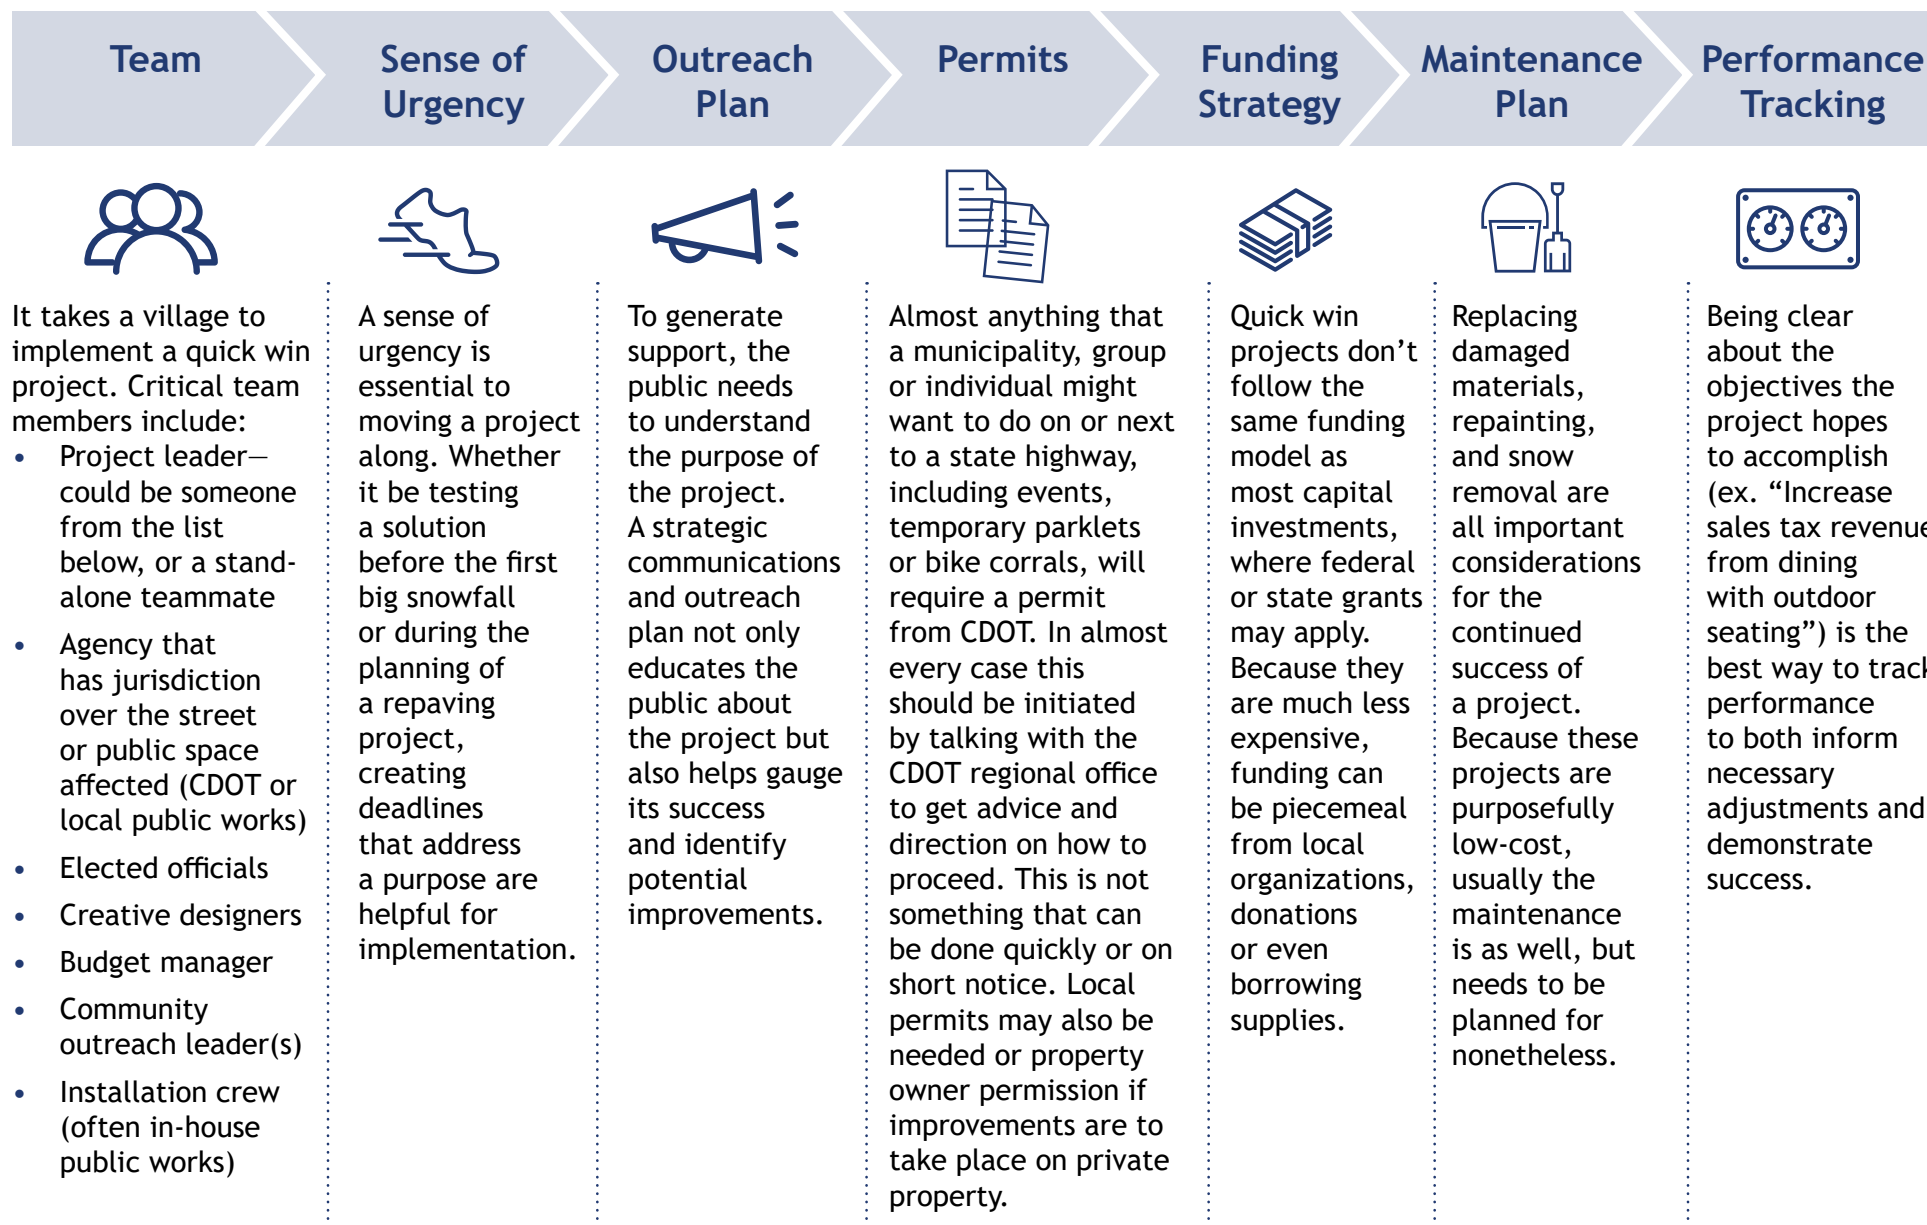 Team
Sense of
Urgency
Outreach
Plan
Permits
Funding
Strategy
Maintenance
Plan
Performance
Tracking
It takes a village to
implement a quick win
project. Critical team
members include:
• Project leader—
could be someone
from the list
below, or a stand-
alone teammate
• Agency that
has jurisdiction
over the street
or public space
affected (CDOT or
local public works)
• Elected officials
• Creative designers
• Budget manager
• Community
outreach leader(s)
• Installation crew
(often in-house
public works)
A sense of
urgency is
essential to
moving a project
along. Whether
it be testing
a solution
before the first
big snowfall
or during the
planning of
a repaving
project,
creating
deadlines
that address
a purpose are
helpful for
implementation.
To generate
support, the
public needs
to understand
the purpose of
the project.
A strategic
communications
and outreach
plan not only
educates the
public about
the project but
also helps gauge
its success
and identify
potential
improvements.
Almost anything that
a municipality, group
or individual might
want to do on or next
to a state highway,
including events,
temporary parklets
or bike corrals, will
require a permit
from CDOT. In almost
every case this
should be initiated
by talking with the
CDOT regional office
to get advice and
direction on how to
proceed. This is not
something that can
be done quickly or on
short notice. Local
permits may also be
needed or property
owner permission if
improvements are to
take place on private
property.
Quick win
projects don’t
follow the
same funding
model as
most capital
investments,
where federal
or state grants
may apply.
Because they
are much less
expensive,
funding can
be piecemeal
from local
organizations,
donations
or even
borrowing
supplies.
Replacing
damaged
materials,
repainting,
and snow
removal are
all important
considerations
for the
continued
success of
a project.
Because these
projects are
purposefully
low-cost,
usually the
maintenance
is as well, but
needs to be
planned for
nonetheless.
Being clear
about the
objectives the
project hopes
to accomplish
(ex. “Increase
sales tax revenue
from dining
with outdoor
seating”) is the
best way to track
performance
to both inform
necessary
adjustments and
demonstrate
success.